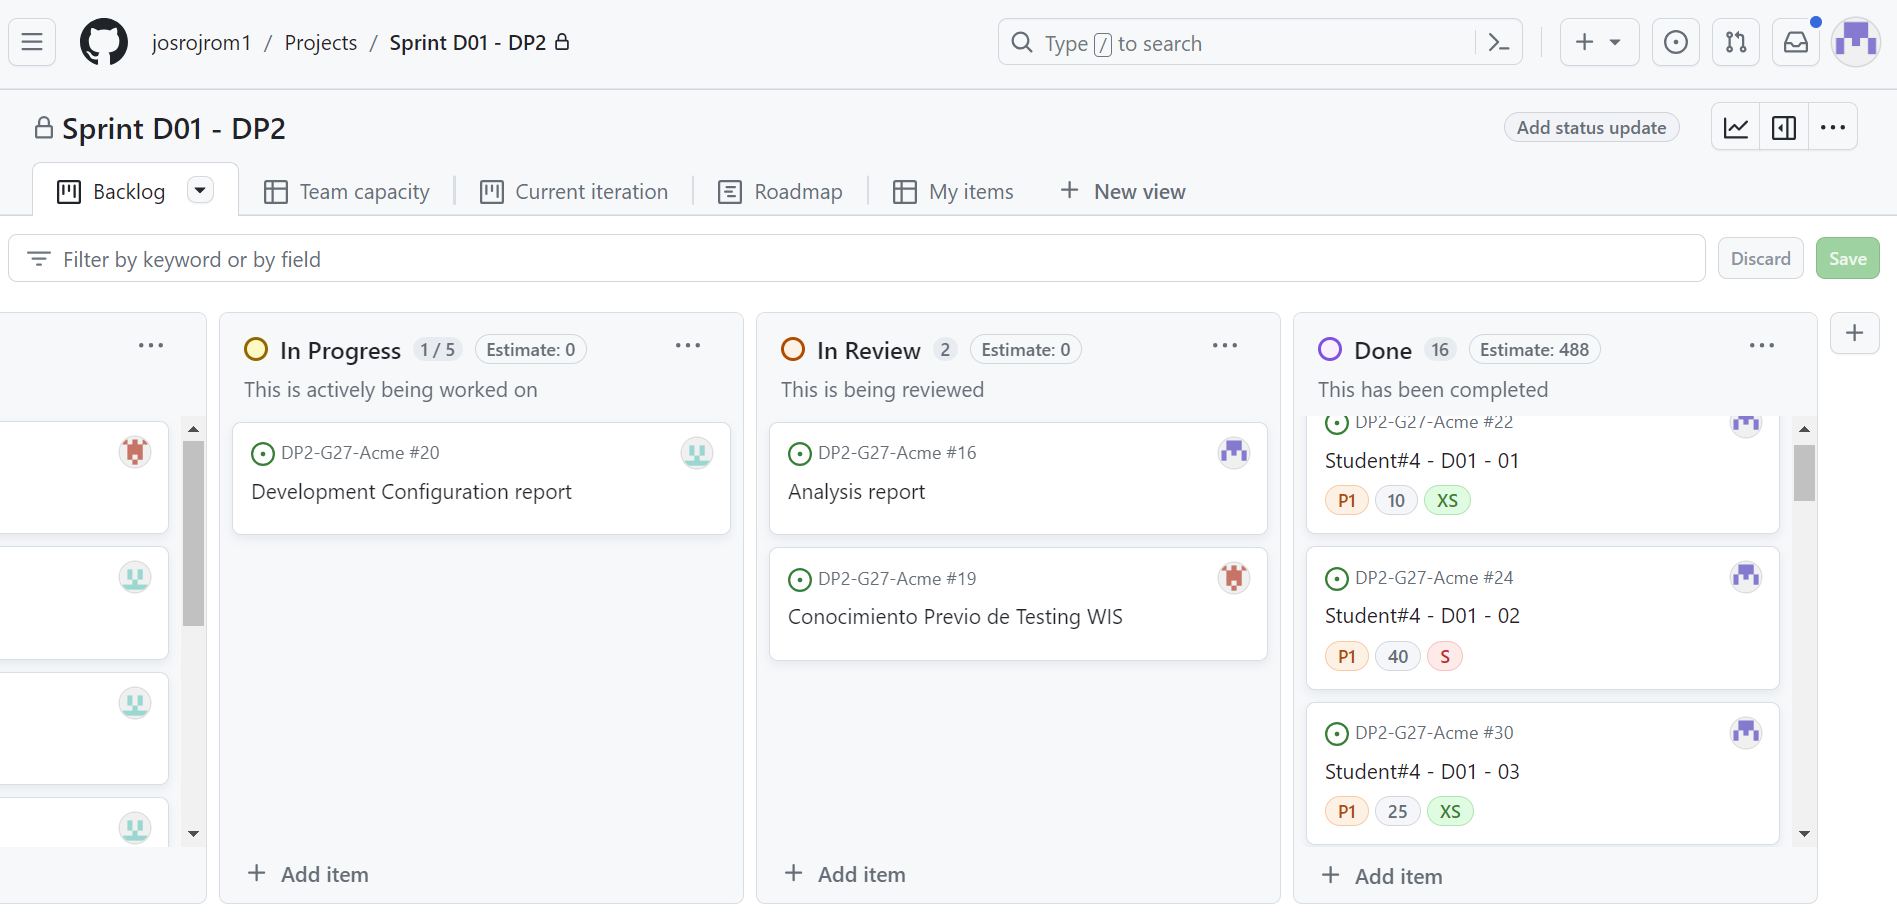 josrojrom1 / Projects / Sprint D01 - DP2
Type / to search
Sprint D01 - DP2
Add status update
Backlog
Team capacity
Current iteration
Roadmap
My items
New view
Filter by keyword or by field
Discard
Save
In Progress 1 / 5 Estimate: 0
This is actively being worked on
DP2-G27-Acme #20
Development Configuration report
Add item
In Review 2 Estimate: 0
This is being reviewed
DP2-G27-Acme #16
Analysis report
DP2-G27-Acme #19
Conocimiento Previo de Testing WIS
Add item
Done 16 Estimate: 488
This has been completed
DP2-G27-Acme #22
Student#4 - D01 - 01
P1 10 XS
DP2-G27-Acme #24
Student#4 - D01 - 02
P1 40 S
DP2-G27-Acme #30
Student#4 - D01 - 03
P1 25 XS
Add item